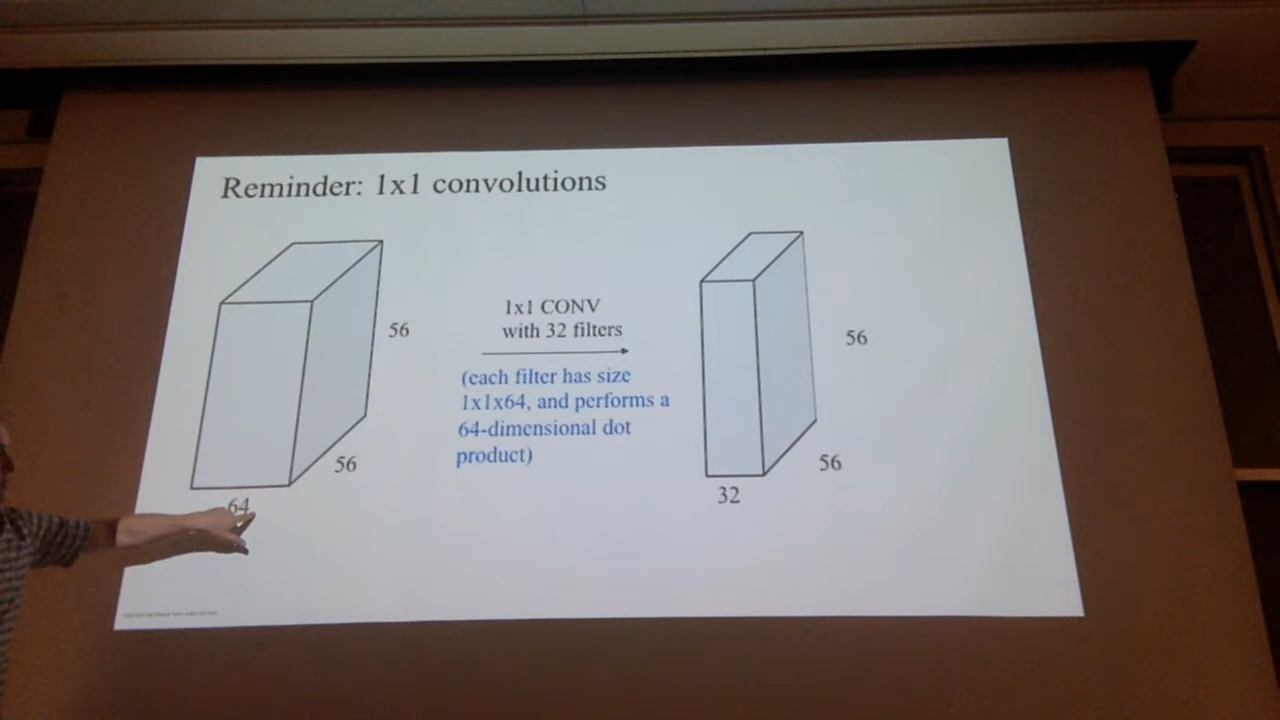 Reminder: 1x1 convolutions
56
56
64
1x1 CONV
with 32 filters
(each filter has size
1x1x64, and performs a
64-dimensional dot
product)
56
56
32